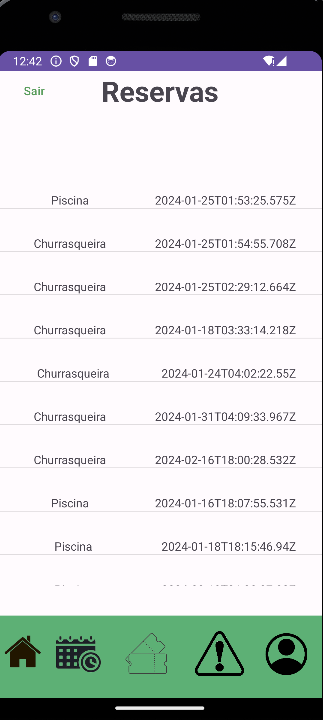 12:42
Sair
Reservas
Piscina 2024-01-25T01:53:25.575Z
Churrasqueira 2024-01-25T01:54:55.708Z
Churrasqueira 2024-01-25T02:29:12.664Z
Churrasqueira 2024-01-18T03:33:14.218Z
Churrasqueira 2024-01-24T04:02:22.55Z
Churrasqueira 2024-01-31T04:09:33.967Z
Churrasqueira 2024-02-16T18:00:28.532Z
Piscina 2024-01-16T18:07:55.531Z
Piscina 2024-01-18T18:15:46.94Z